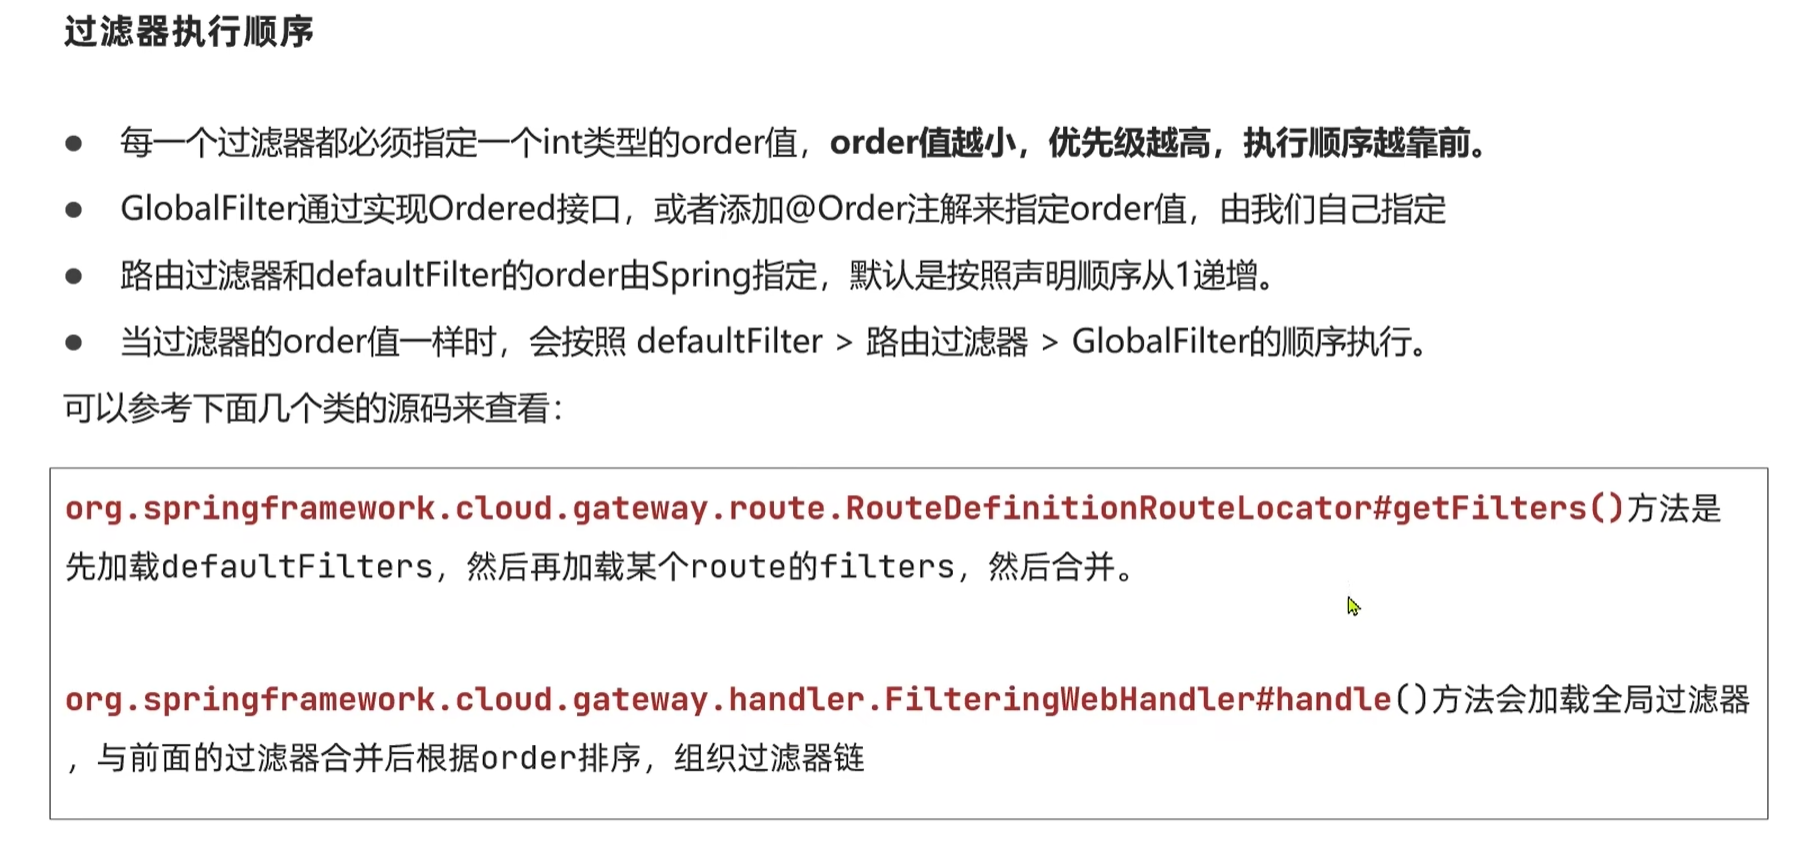 过滤器执行顺序
● 每一个过滤器都必须指定一个int类型的order值，order值越小，优先级越高，执行顺序越靠前。
● GlobalFilter通过实现Ordered接口，或者添加@Order注解来指定order值，由我们自己指定
● 路由过滤器和defaultFilter的order由Spring指定，默认是按照声明顺序从1递增。
● 当过滤器的order值一样时，会按照 defaultFilter > 路由过滤器 > GlobalFilter的顺序执行。
可以参考下面几个类的源码来查看：
org.springframework.cloud.gateway.route.RouteDefinitionRouteLocator#getFilters()方法是
先加载defaultFilters，然后再加载某个route的filters，然后合并。
org.springframework.cloud.gateway.handler.FilteringWebHandler#handle()方法会加载全局过滤器
，与前面的过滤器合并后根据order排序，组织过滤器链